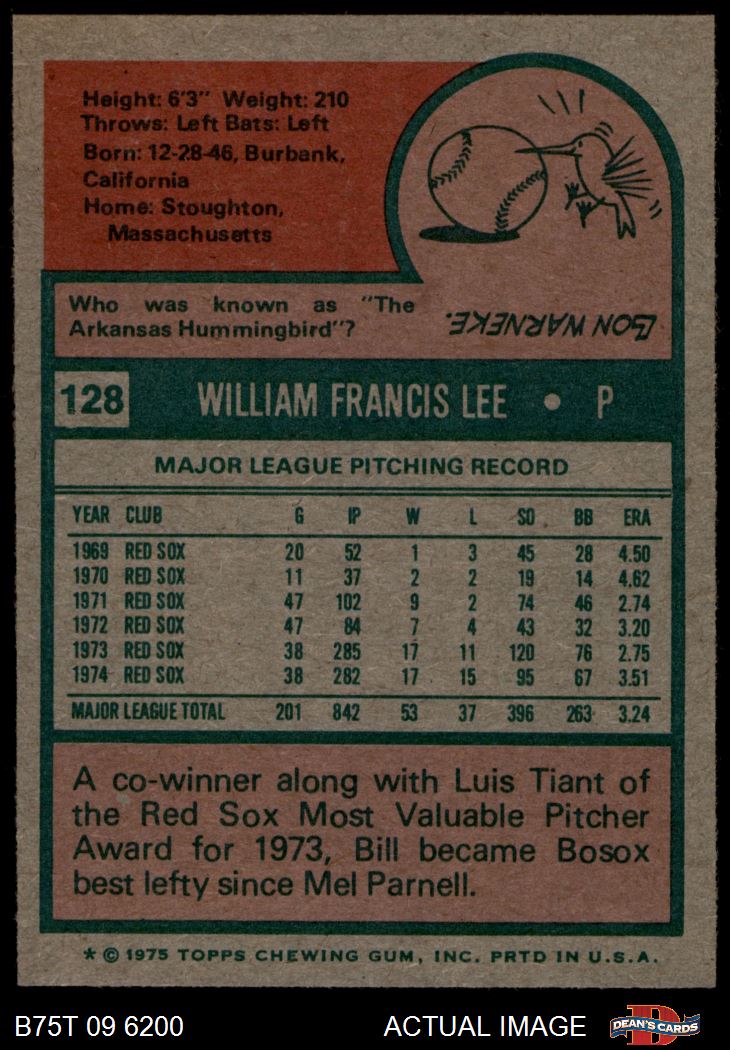 Height: 6'3" Weight: 210
Throws: Left Bats: Left
Born: 12-28-46, Burbank,
California
Home: Stoughton,
Massachusetts
Who was known as "The
Arkansas Hummingbird"?
LON WARNEKE.
128 WILLIAM FRANCIS LEE • P
MAJOR LEAGUE PITCHING RECORD
YEAR CLUB G IP W L SO BB ERA
1969 RED SOX 20 52 1 3 45 28 4.50
1970 RED SOX 11 37 2 2 19 14 4.62
1971 RED SOX 47 102 9 2 74 46 2.74
1972 RED SOX 47 84 7 4 43 32 3.20
1973 RED SOX 38 285 17 11 120 76 2.75
1974 RED SOX 38 282 17 15 95 67 3.51
MAJOR LEAGUE TOTAL 201 842 53 37 396 263 3.24
A co-winner along with Luis Tiant of
the Red Sox Most Valuable Pitcher
Award for 1973, Bill became Bosox
best lefty since Mel Parnell.
* © 1975 TOPPS CHEWING GUM, INC. PRTD IN U.S.A.
B75T 09 6200 ACTUAL IMAGE DEAN'S CARDS